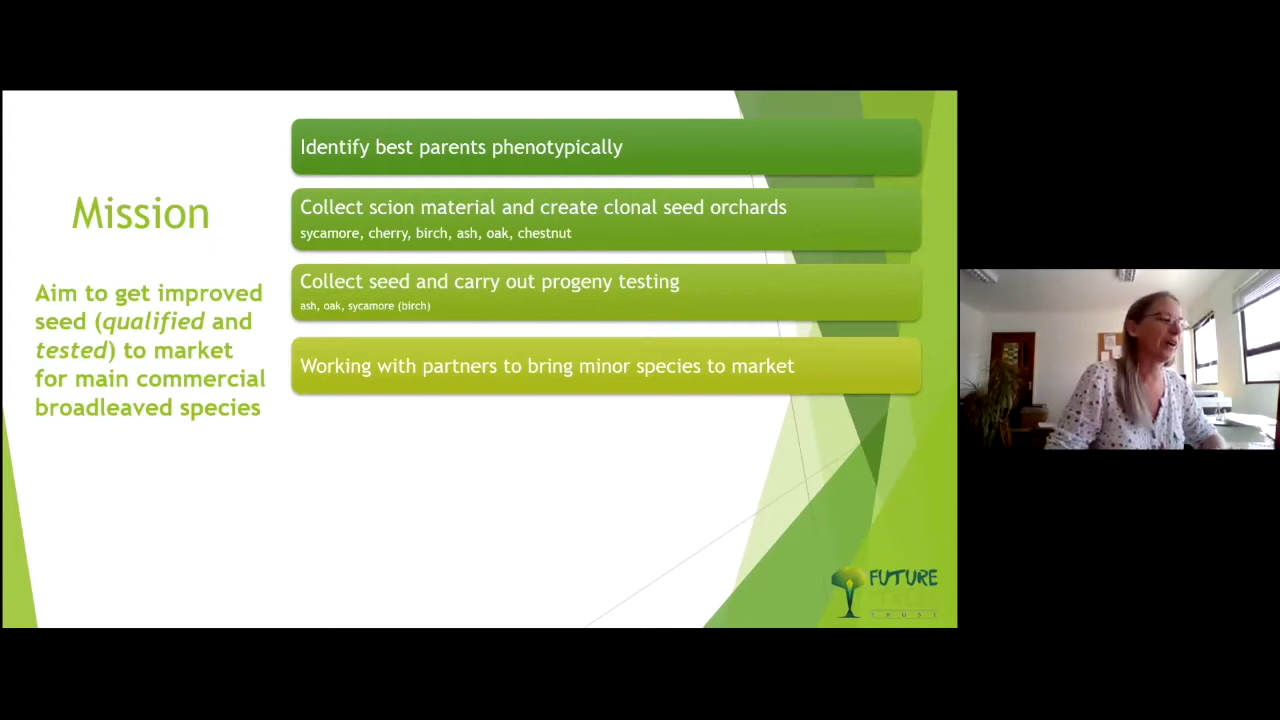 Mission
Aim to get improved
seed (qualified and
tested) to market
for main commercial
broadleaved species
Identify best parents phenotypically
Collect scion material and create clonal seed orchards
sycamore, cherry, birch, ash, oak, chestnut
Collect seed and carry out progeny testing
ash, oak, sycamore (birch)
Working with partners to bring minor species to market
FUTURE
TRUST